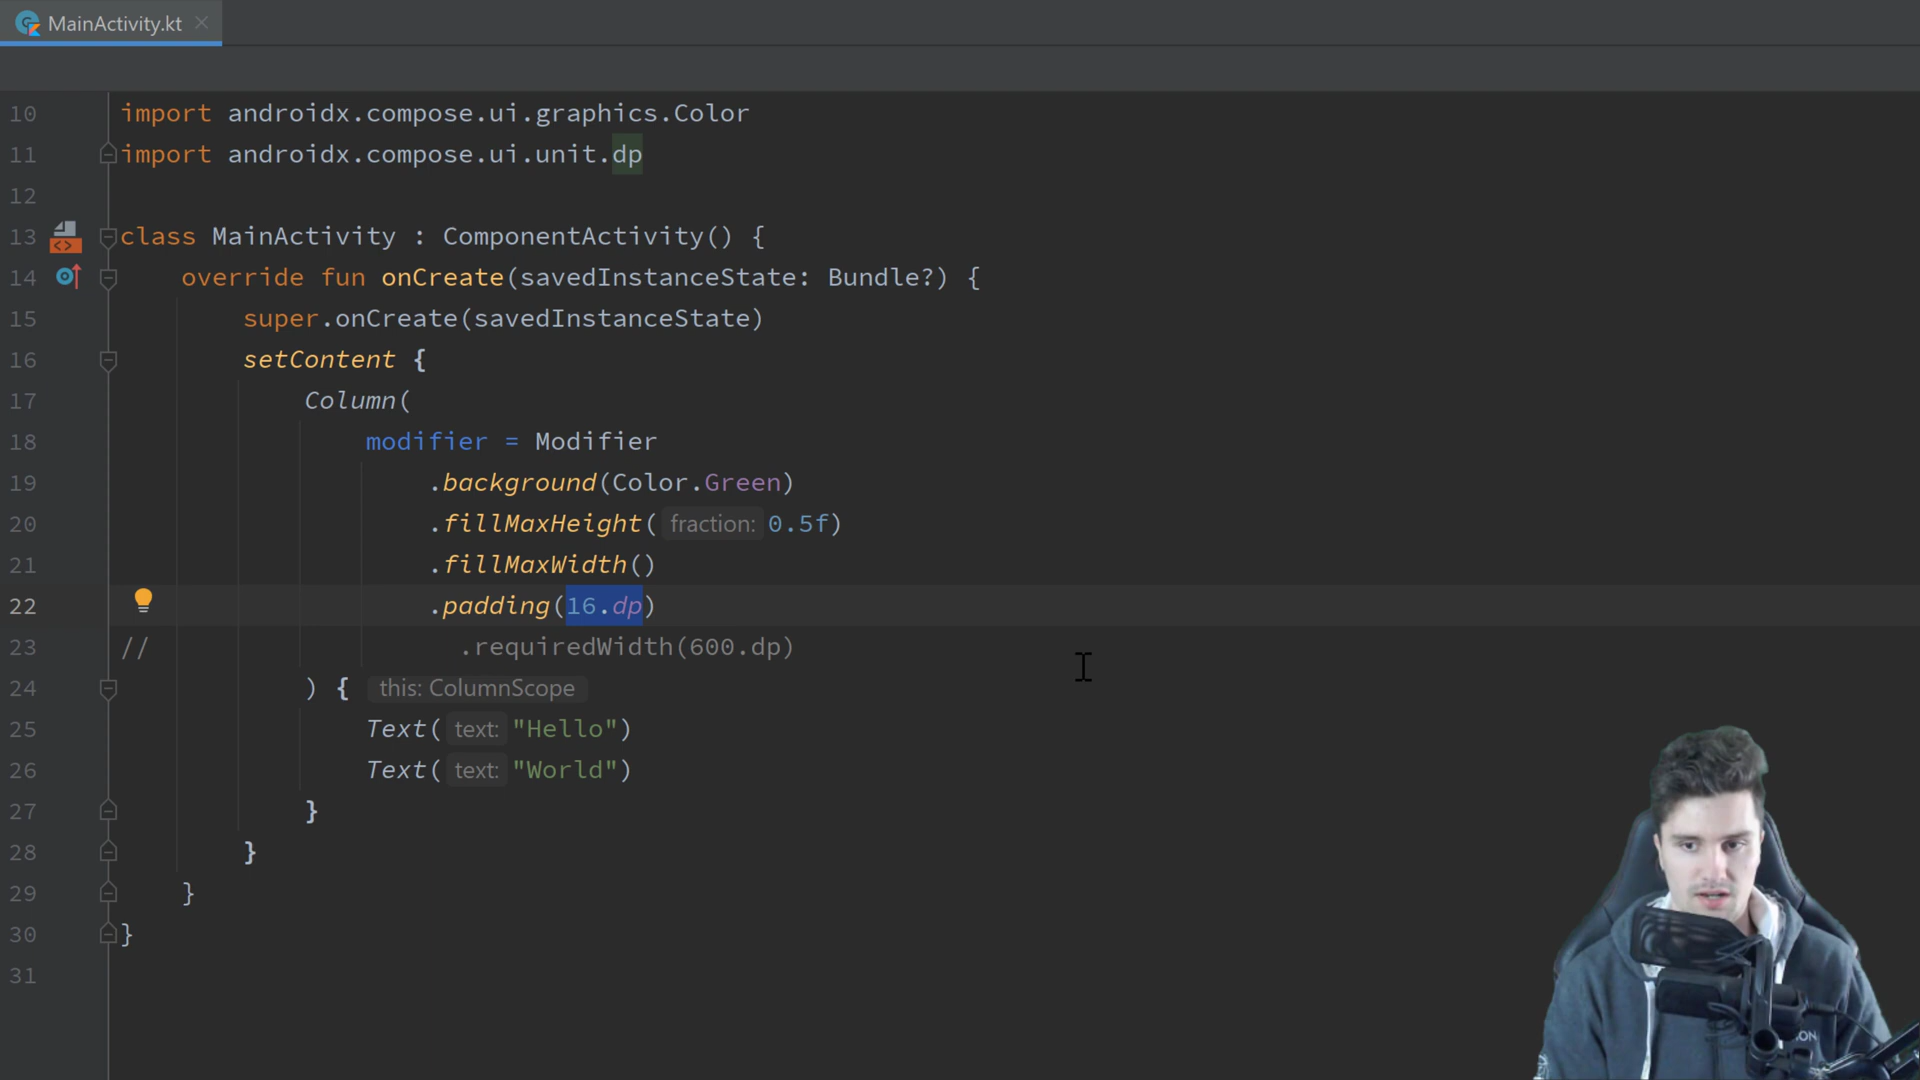 MainActivity.kt
10 import androidx.compose.ui.graphics.Color
11 import androidx.compose.ui.unit.dp
12
13 class MainActivity : ComponentActivity() {
14 override fun onCreate(savedInstanceState: Bundle?) {
15 super.onCreate(savedInstanceState)
16 setContent {
17 Column(
18 modifier = Modifier
19 .background(Color.Green)
20 .fillMaxHeight( fraction: 0.5f)
21 .fillMaxWidth()
22 .padding(16.dp)
23 // .requiredWidth(600.dp)
24 ) { this: ColumnScope
25 Text( text: "Hello")
26 Text( text: "World")
27 }
28 }
29 }
30 }
31